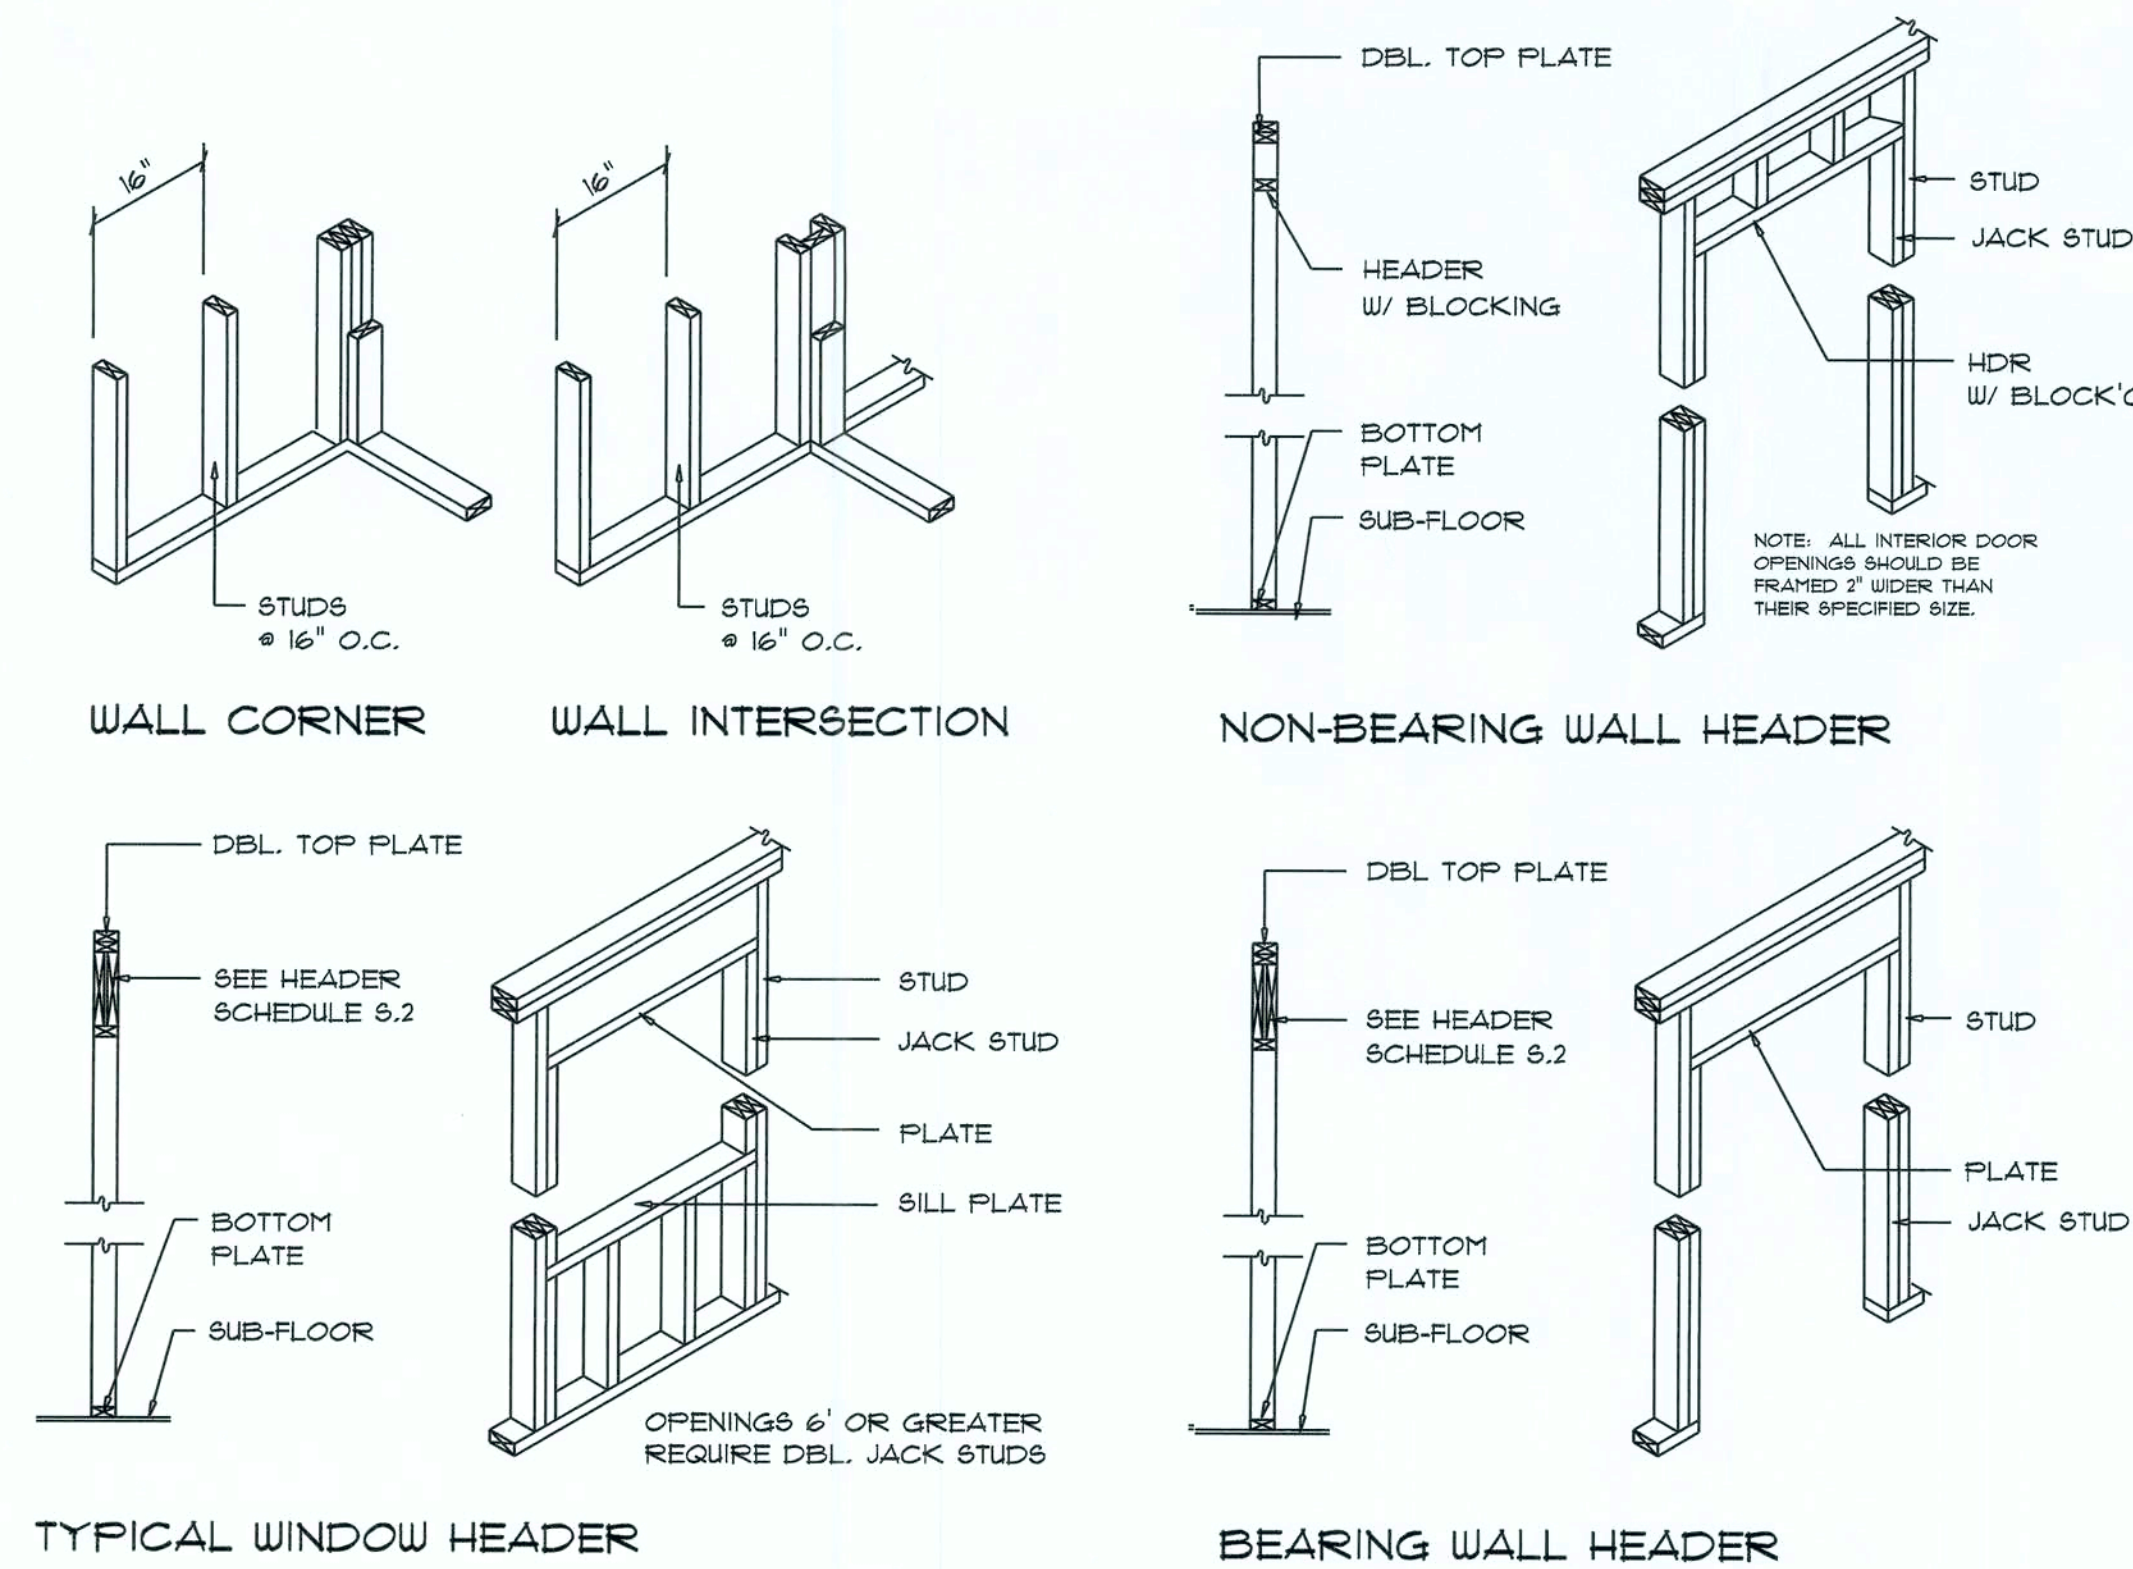 16"
STUDS
@ 16" O.C.
WALL CORNER
16"
STUDS
@ 16" O.C.
WALL INTERSECTION
DBL. TOP PLATE
HEADER
W/ BLOCKING
BOTTOM
PLATE
SUB-FLOOR
STUD
JACK STUD
HDR
W/ BLOCK'
NOTE: ALL INTERIOR DOOR
OPENINGS SHOULD BE
FRAMED 2" WIDER THAN
THEIR SPECIFIED SIZE.
NON-BEARING WALL HEADER
DBL. TOP PLATE
SEE HEADER
SCHEDULE S.2
BOTTOM
PLATE
SUB-FLOOR
STUD
JACK STUD
PLATE
SILL PLATE
OPENINGS 6' OR GREATER
REQUIRE DBL. JACK STUDS
TYPICAL WINDOW HEADER
DBL TOP PLATE
SEE HEADER
SCHEDULE S.2
BOTTOM
PLATE
SUB-FLOOR
STUD
PLATE
JACK STUD
BEARING WALL HEADER